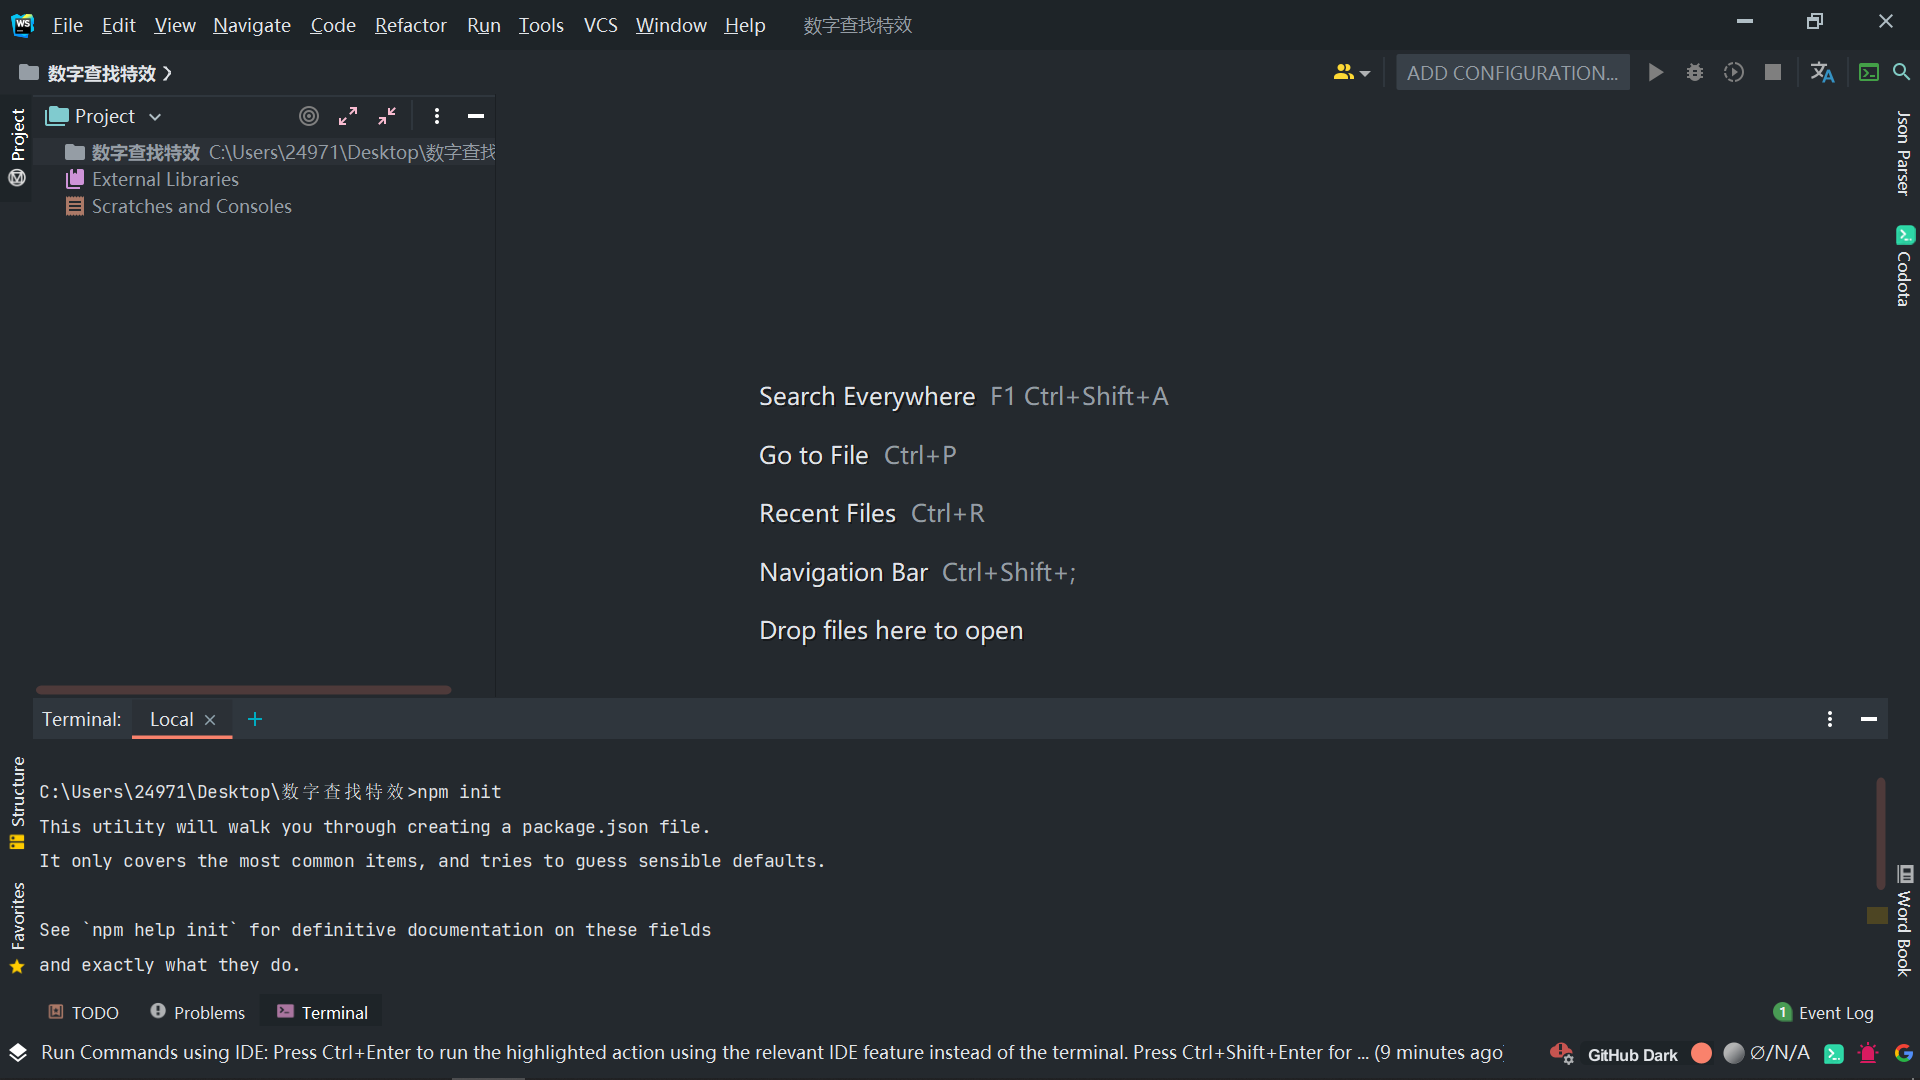 WS File Edit View Navigate Code Refactor Run Tools VCS Window Help 数字查找特效
数字查找特效
ADD CONFIGURATION...
Project
Project
数字查找特效 C:\Users\24971\Desktop\数字查找
External Libraries
Scratches and Consoles
Json Parser
Codota
Search Everywhere F1 Ctrl+Shift+A
Go to File Ctrl+P
Recent Files Ctrl+R
Navigation Bar Ctrl+Shift+;
Drop files here to open
Terminal: Local
Structure
Favorites
C:\Users\24971\Desktop\数字查找特效>npm init
This utility will walk you through creating a package.json file.
It only covers the most common items, and tries to guess sensible defaults.
See `npm help init` for definitive documentation on these fields
and exactly what they do.
Word Book
TODO Problems Terminal
1 Event Log
Run Commands using IDE: Press Ctrl+Enter to run the highlighted action using the relevant IDE feature instead of the terminal. Press Ctrl+Shift+Enter for ... (9 minutes ago)
GitHub Dark
∅/N/A